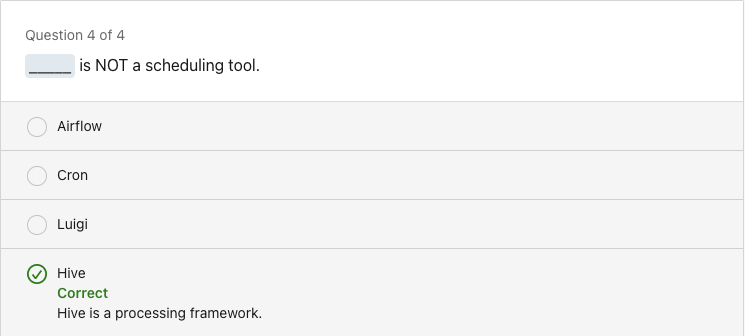 Question 4 of 4
_____ is NOT a scheduling tool.
Airflow
Cron
Luigi
Hive
Correct
Hive is a processing framework.